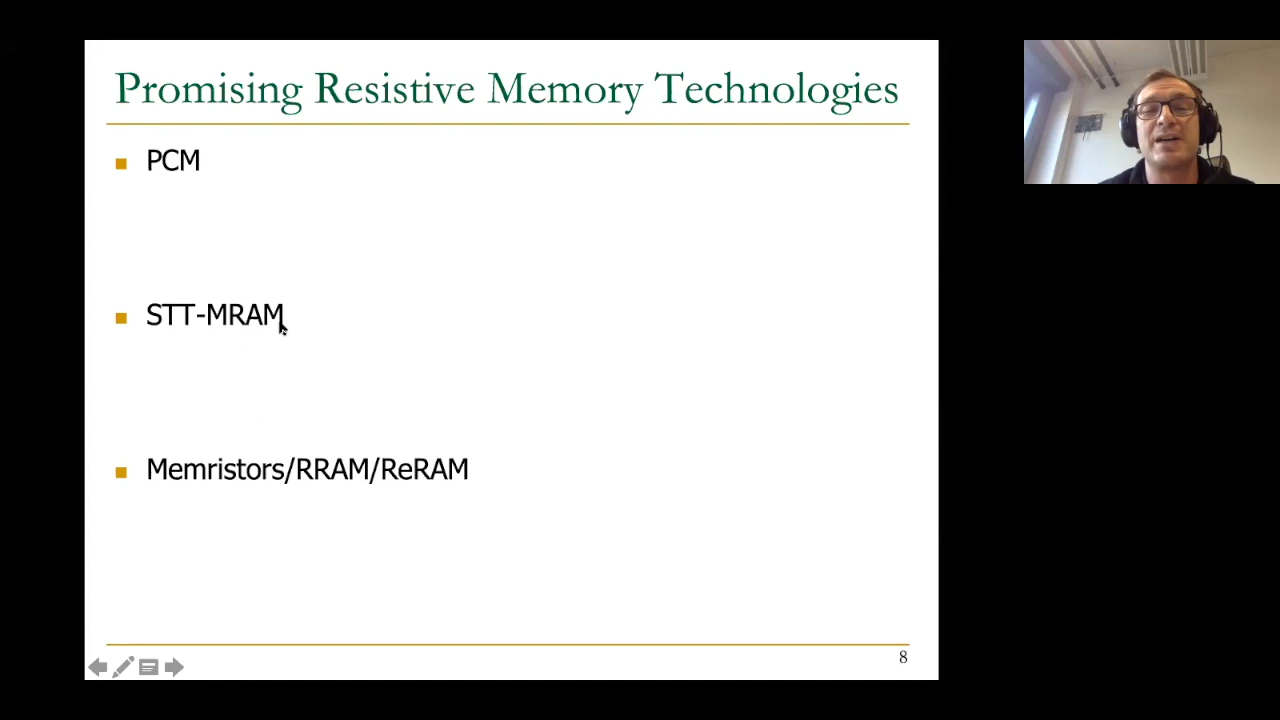 Promising Resistive Memory Technologies
PCM
STT-MRAM
Memristors/RRAM/ReRAM
8